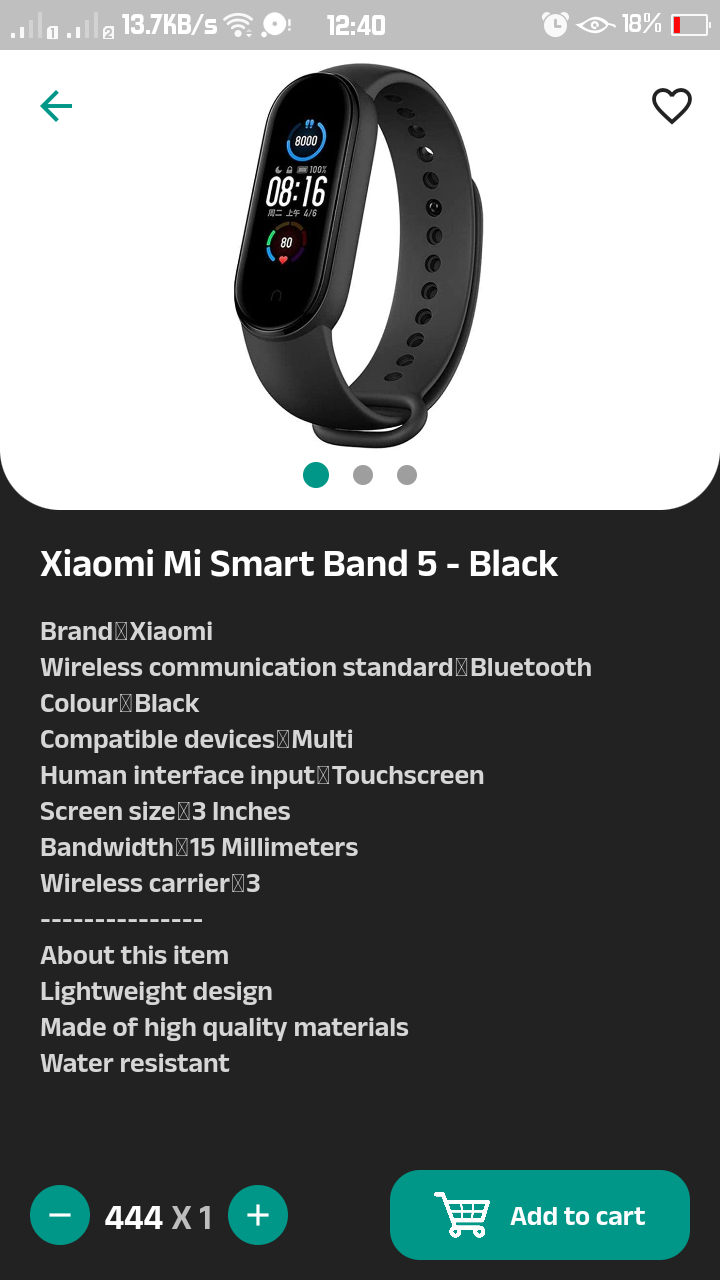 1 2 13.7KB/s 12:40 18%
8000
100%
08:16
周二 上午 4/6
80
Xiaomi Mi Smart Band 5 - Black
Brand Xiaomi
Wireless communication standard Bluetooth
Colour Black
Compatible devices Multi
Human interface input Touchscreen
Screen size 3 Inches
Bandwidth 15 Millimeters
Wireless carrier 3
---------------
About this item
Lightweight design
Made of high quality materials
Water resistant
− 444 X 1 +
Add to cart